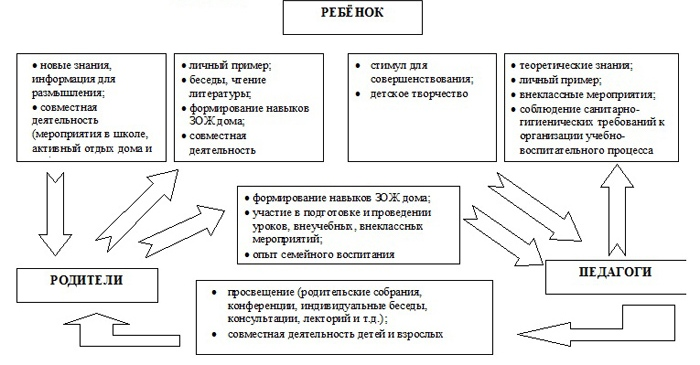 РЕБЁНОК
• новые знания,
информация для
размышления;
• совместная
деятельность
(мероприятия в школе,
активный отдых дома и
• личный пример;
• беседы, чтение
литературы;
• формирование навыков
ЗОЖ дома;
• совместная
деятельность
• стимул для
совершенствования;
• детское творчество
• теоретические знания;
• личный пример;
• внеклассные мероприятия;
• соблюдение санитарно-
гигиенических требований к
организации учебно-
воспитательного процесса
• формирование навыков ЗОЖ дома;
• участие в подготовке и проведении
уроков, внеучебных, внеклассных
мероприятий;
• опыт семейного воспитания
РОДИТЕЛИ
ПЕДАГОГИ
• просвещение (родительские собрания,
конференции, индивидуальные беседы,
консультации, лекторий и т.д.);
• совместная деятельность детей и взрослых